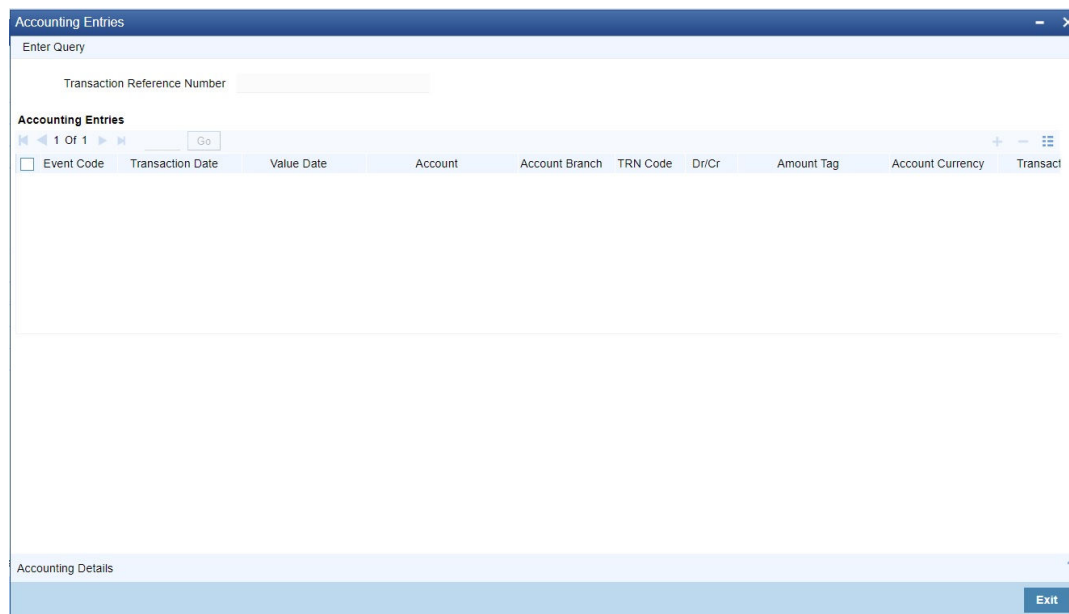 Accounting Entries
Enter Query
Transaction Reference Number
Accounting Entries
1 Of 1 Go
Event Code Transaction Date Value Date Account Account Branch TRN Code Dr/Cr Amount Tag Account Currency Transact
Accounting Details
Exit